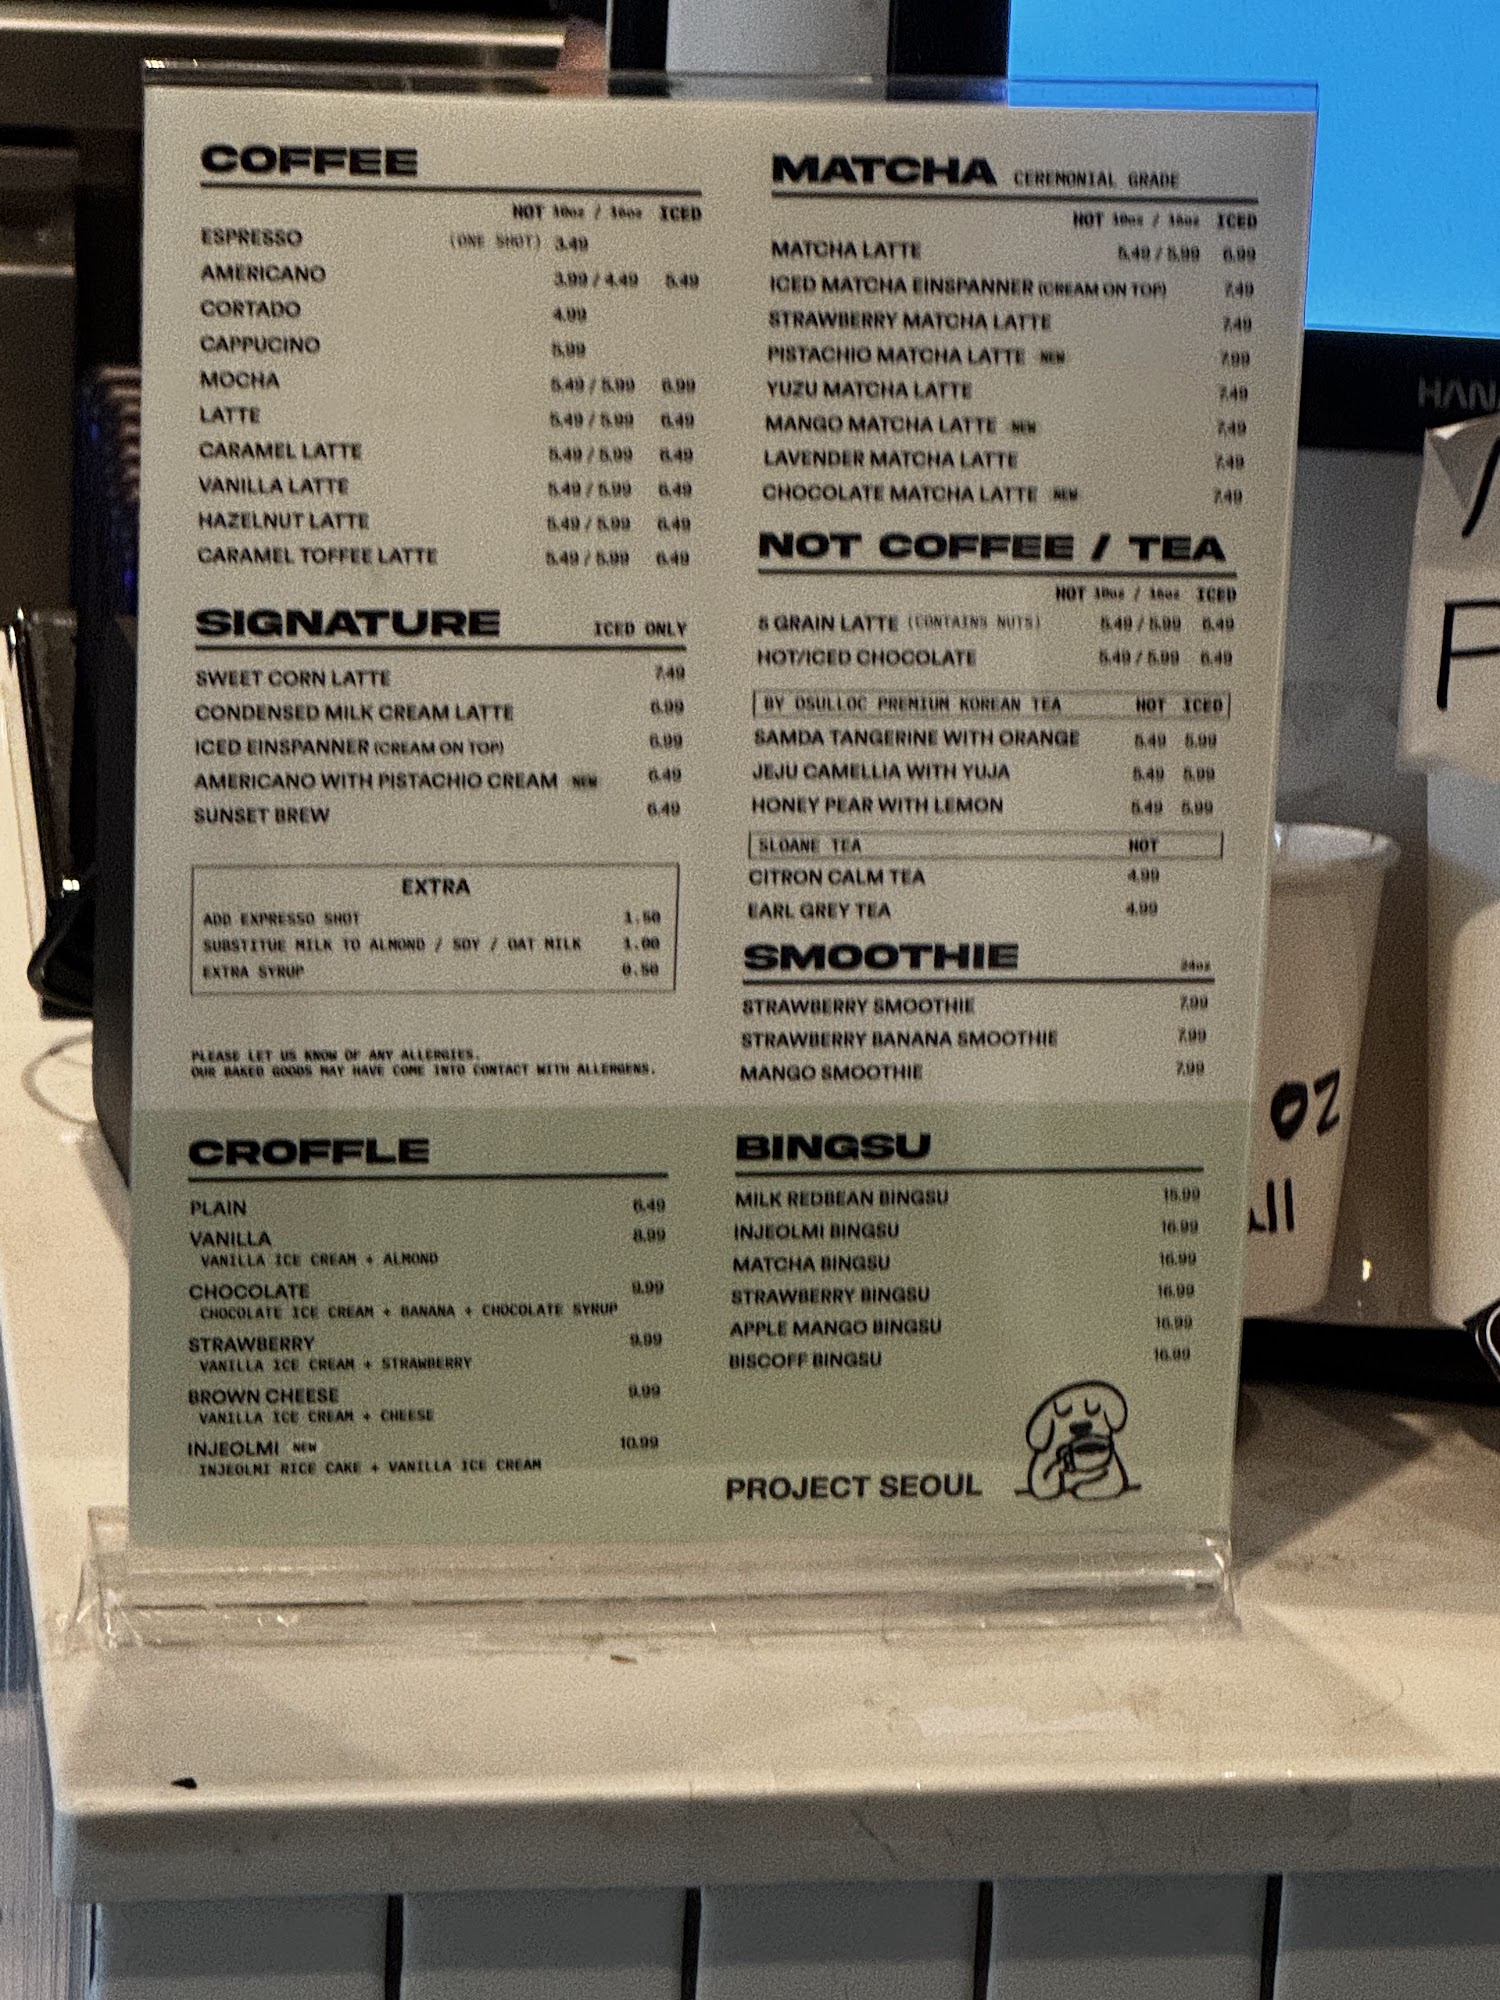 COFFEE
HOT 10oz / 16oz ICED
ESPRESSO (ONE SHOT) 3.49
AMERICANO 3.99 / 4.49 5.49
CORTADO 4.99
CAPPUCINO 5.99
MOCHA 5.49 / 5.99 6.99
LATTE 5.49 / 5.99 6.49
CARAMEL LATTE 5.49 / 5.99 6.49
VANILLA LATTE 5.49 / 5.99 6.49
HAZELNUT LATTE 5.49 / 5.99 6.49
CARAMEL TOFFEE LATTE 5.49 / 5.99 6.49
SIGNATURE ICED ONLY
SWEET CORN LATTE 7.49
CONDENSED MILK CREAM LATTE 6.99
ICED EINSPANNER (CREAM ON TOP) 6.99
AMERICANO WITH PISTACHIO CREAM NEW 6.49
SUNSET BREW 6.49
EXTRA
ADD EXPRESSO SHOT 1.50
SUBSTITUE MILK TO ALMOND / SOY / OAT MILK 1.00
EXTRA SYRUP 0.50
PLEASE LET US KNOW OF ANY ALLERGIES.
OUR BAKED GOODS MAY HAVE COME INTO CONTACT WITH ALLERGENS.
MATCHA CEREMONIAL GRADE
HOT 10oz / 16oz ICED
MATCHA LATTE 5.49 / 5.99 6.99
ICED MATCHA EINSPANNER (CREAM ON TOP) 7.49
STRAWBERRY MATCHA LATTE 7.49
PISTACHIO MATCHA LATTE NEW 7.99
YUZU MATCHA LATTE 7.49
MANGO MATCHA LATTE NEW 7.49
LAVENDER MATCHA LATTE 7.49
CHOCOLATE MATCHA LATTE NEW 7.49
NOT COFFEE / TEA
HOT 10oz / 16oz ICED
GRAIN LATTE (CONTAINS NUTS) 5.49 / 5.99 6.49
HOT/ICED CHOCOLATE 5.49 / 5.99 6.49
BY OSULLOC PREMIUM KOREAN TEA HOT ICED
SAMDA TANGERINE WITH ORANGE 5.49 5.99
JEJU CAMELLIA WITH YUJA 5.49 5.99
HONEY PEAR WITH LEMON 5.49 5.99
SLOANE TEA HOT
CITRON CALM TEA 4.99
EARL GREY TEA 4.99
SMOOTHIE 24oz
STRAWBERRY SMOOTHIE 7.99
STRAWBERRY BANANA SMOOTHIE 7.99
MANGO SMOOTHIE 7.99
CROFFLE
PLAIN 6.49
VANILLA 8.99
VANILLA ICE CREAM + ALMOND
CHOCOLATE 9.99
CHOCOLATE ICE CREAM + BANANA + CHOCOLATE SYRUP
STRAWBERRY 9.99
VANILLA ICE CREAM + STRAWBERRY
BROWN CHEESE 9.99
VANILLA ICE CREAM + CHEESE
INJEOLMI NEW 10.99
INJEOLMI RICE CAKE + VANILLA ICE CREAM
BINGSU
MILK REDBEAN BINGSU 15.99
INJEOLMI BINGSU 16.99
MATCHA BINGSU 16.99
STRAWBERRY BINGSU 16.99
APPLE MANGO BINGSU 16.99
BISCOFF BINGSU 16.99
PROJECT SEOUL
HAN
OZ